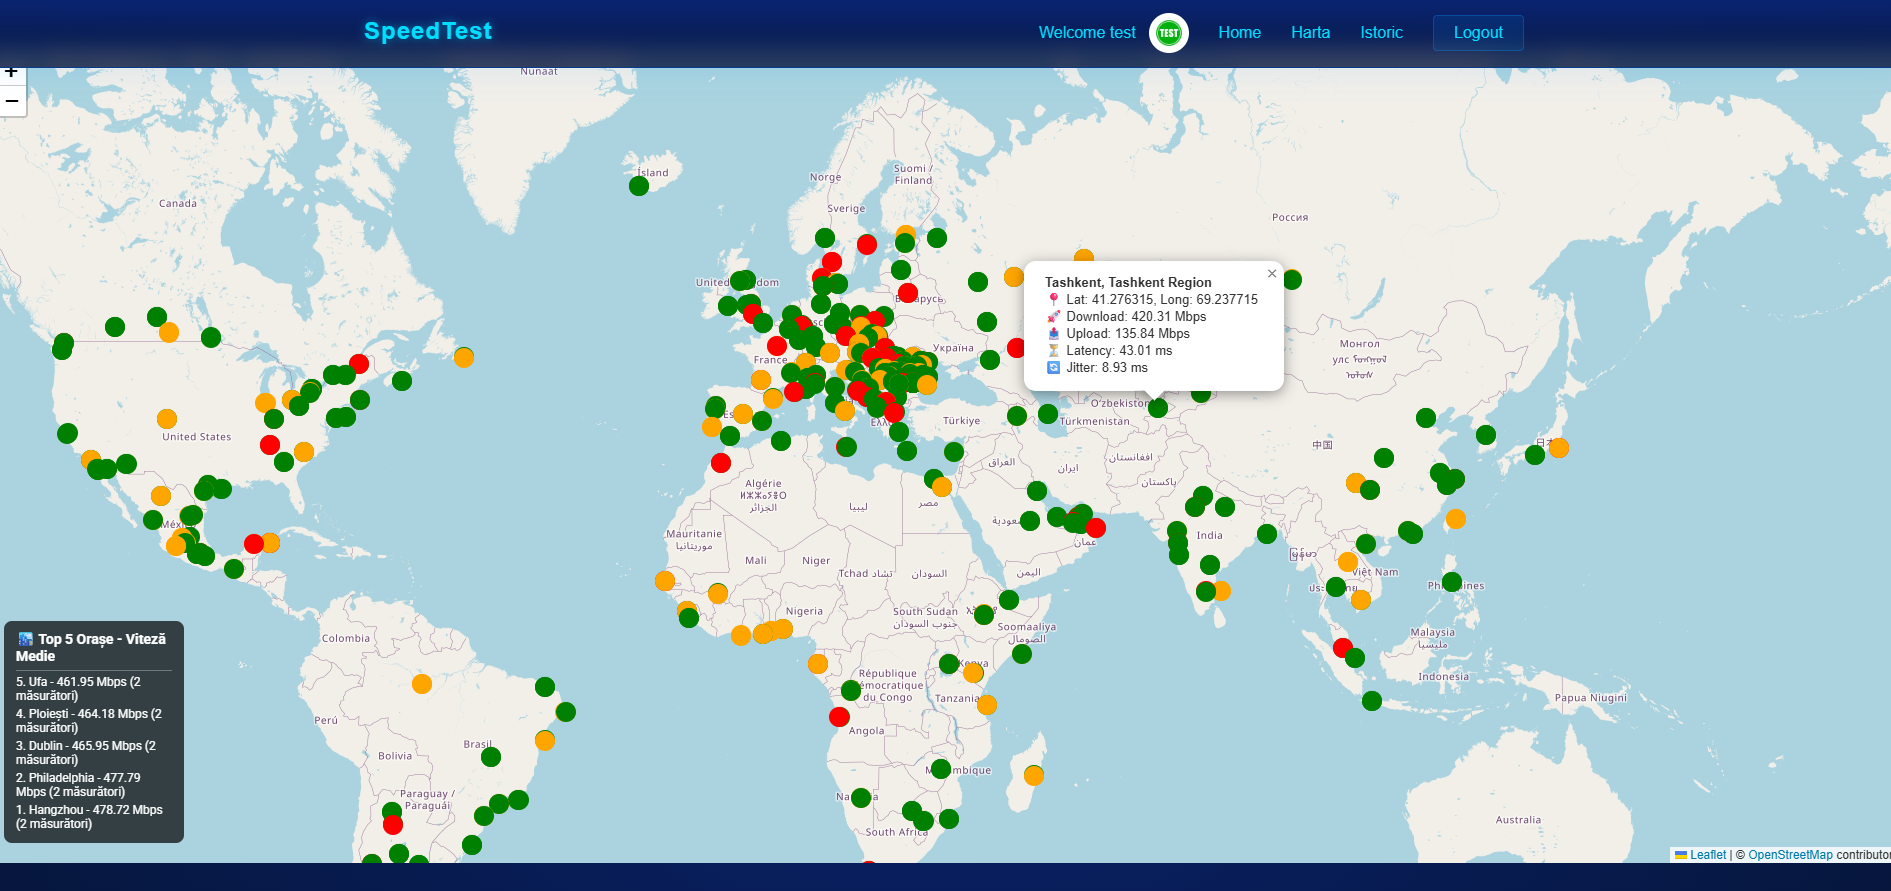 SpeedTest
Welcome test
TEST
Home
Harta
Istoric
Logout
+
−
Nunaat
Ísland
Norge
Suomi /
Finland
Sverige
Canada
Россия
United
dom
Беларусь
Україна
France
Монгол
улс
United States
Türkiye
Ελλ
O'zbekiston
Türkmenistan
中国
日本
العراق
ایران
افغانستان
پاکستان
Algérie
ⵍⵣⵣⴰⵢⴻⵔ
الجزائر
ليبيا
مصر
السعودية
عمان
India
México
Mauritanie
موريتانيا
Mali
Niger
Tchad تشاد
السودان
اليمن
Việt Nam
Philippines
Nigeria
South Sudan
جنوب السودان
Soomaaliya
الصومال
Colombia
Malaysia
مليسيا
Kenya
République
démocratique
du Congo
Tanzania
Indonesia
Papua Niugini
Perú
Angola
Brasil
Bolivia
Mozambique
Paraguay /
Paraguái
South Africa
Australia
Tashkent, Tashkent Region
×
📍 Lat: 41.276315, Long: 69.237715
🚀 Download: 420.31 Mbps
📤 Upload: 135.84 Mbps
⏳ Latency: 43.01 ms
🔄 Jitter: 8.93 ms
🏙️ Top 5 Orașe - Viteză
Medie
5. Ufa - 461.95 Mbps (2
măsurători)
4. Ploiești - 464.18 Mbps (2
măsurători)
3. Dublin - 465.95 Mbps (2
măsurători)
2. Philadelphia - 477.79
Mbps (2 măsurători)
1. Hangzhou - 478.72 Mbps
(2 măsurători)
Leaflet | © OpenStreetMap contributor